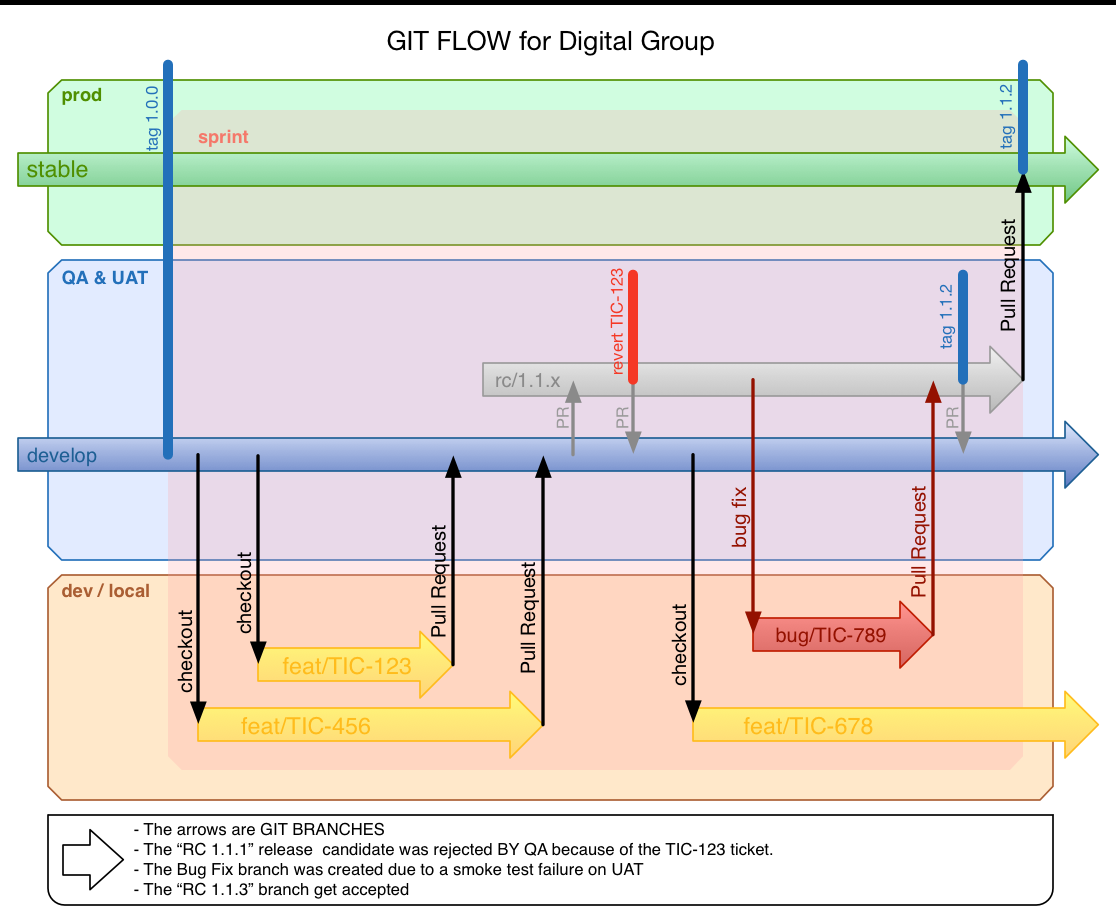 GIT FLOW for Digital Group
prod
tag 1.0.0
tag 1.1.2
sprint
stable
Pull Request
QA & UAT
revert TIC-123
tag 1.1.2
rc/1.1.x
PR
PR
PR
develop
bug fix
Pull Request
checkout
Pull Request
Pull Request
dev / local
checkout
checkout
bug/TIC-789
feat/TIC-123
feat/TIC-456
feat/TIC-678
- The arrows are GIT BRANCHES
- The “RC 1.1.1” release  candidate was rejected BY QA because of the TIC-123 ticket.
- The Bug Fix branch was created due to a smoke test failure on UAT
- The “RC 1.1.3” branch get accepted